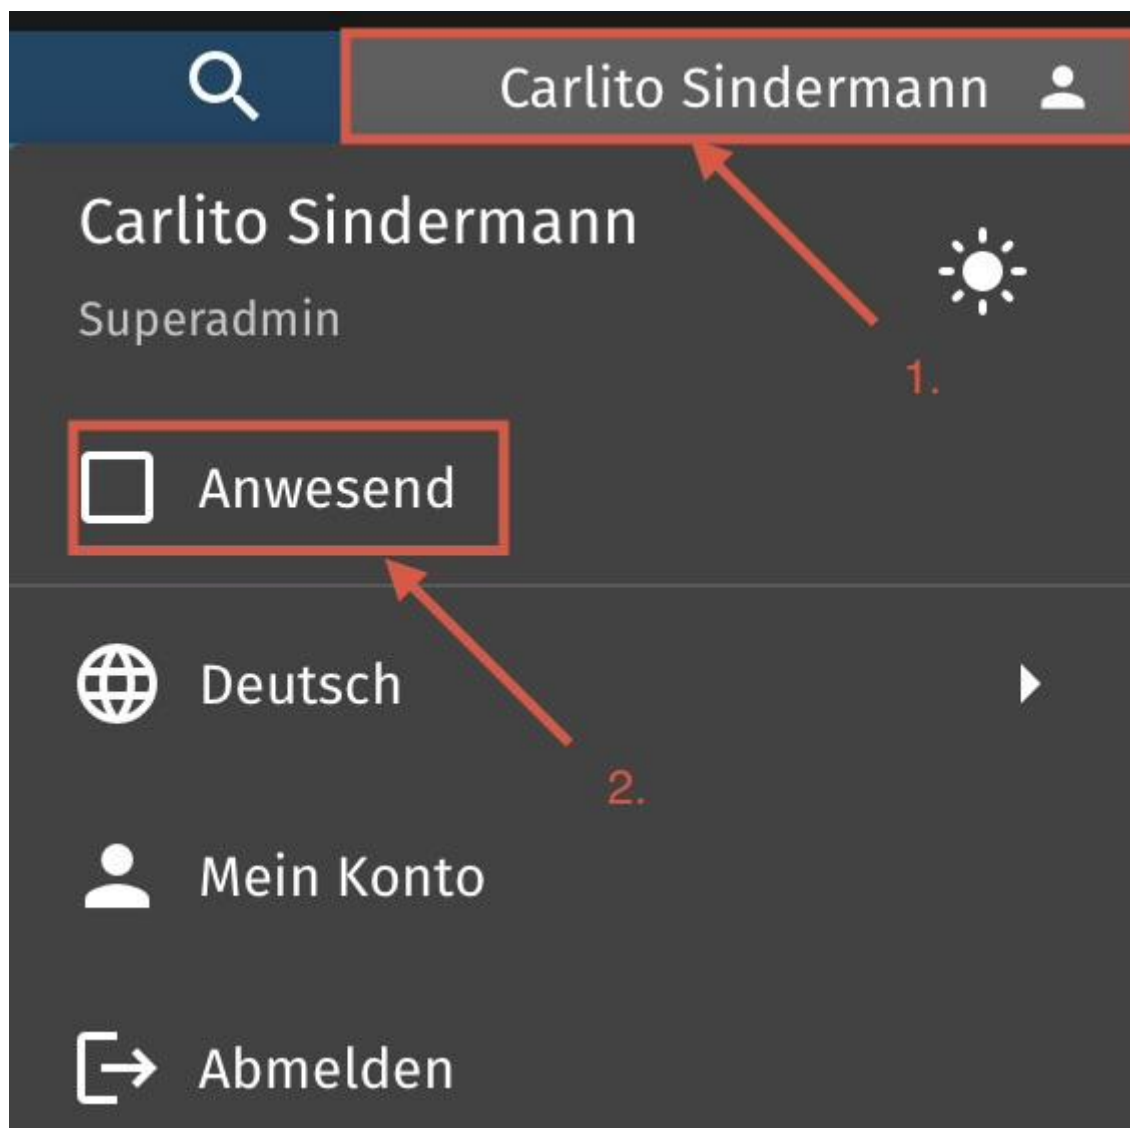 Carlito Sindermann
Carlito Sindermann
Superadmin
1.
Anwesend
Deutsch
2.
Mein Konto
Abmelden